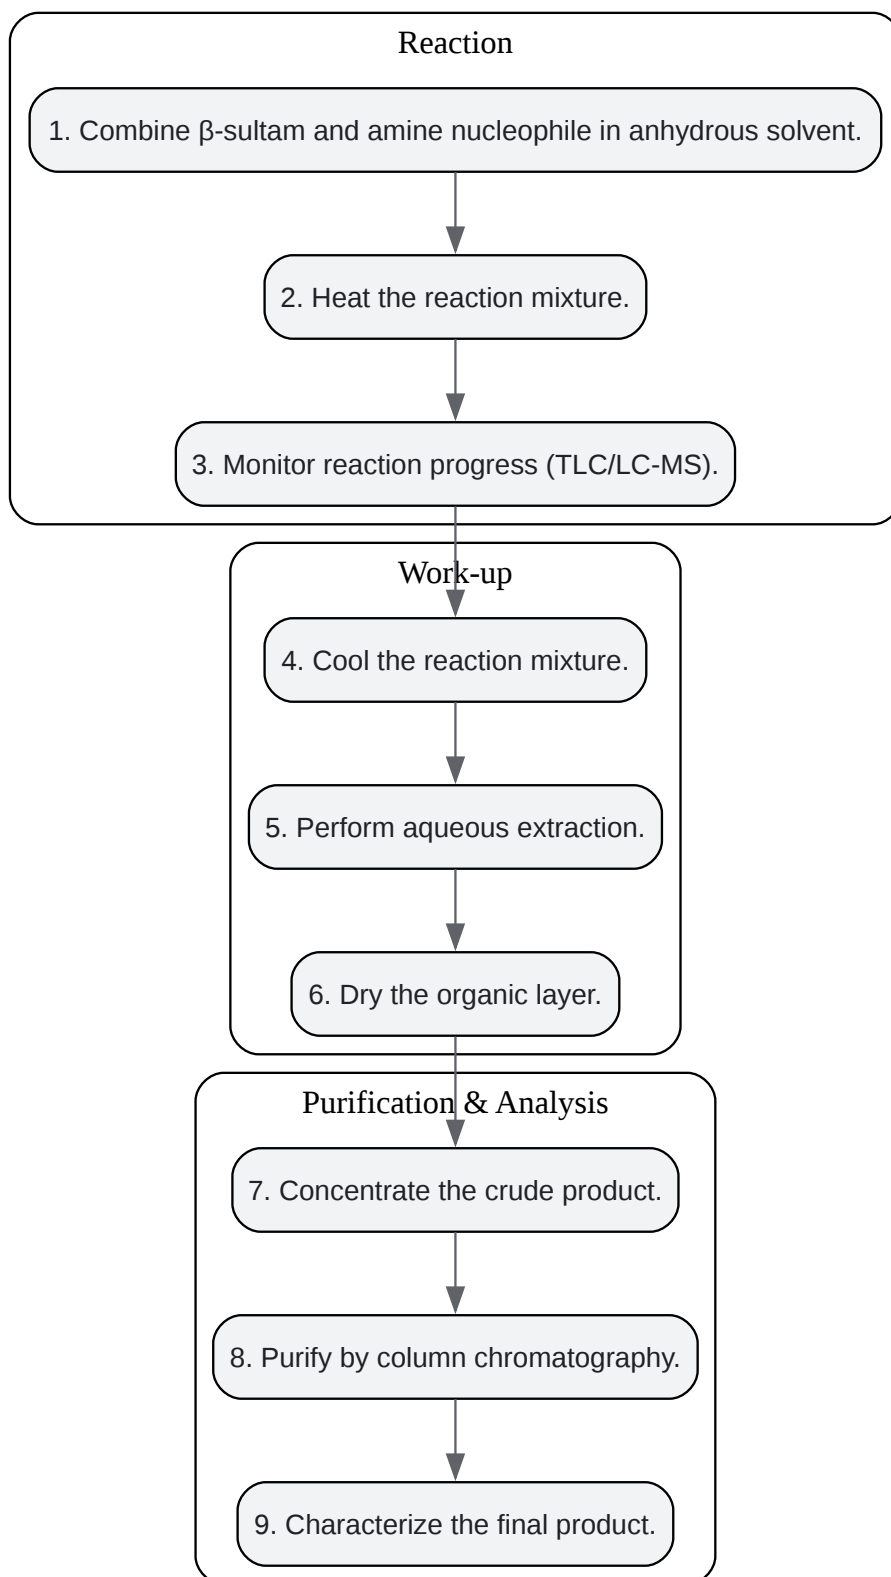 Reaction
1. Combine β-sultam and amine nucleophile in anhydrous solvent.
2. Heat the reaction mixture.
3. Monitor reaction progress (TLC/LC-MS).
Work-up
4. Cool the reaction mixture.
5. Perform aqueous extraction.
6. Dry the organic layer.
Purification & Analysis
7. Concentrate the crude product.
8. Purify by column chromatography.
9. Characterize the final product.